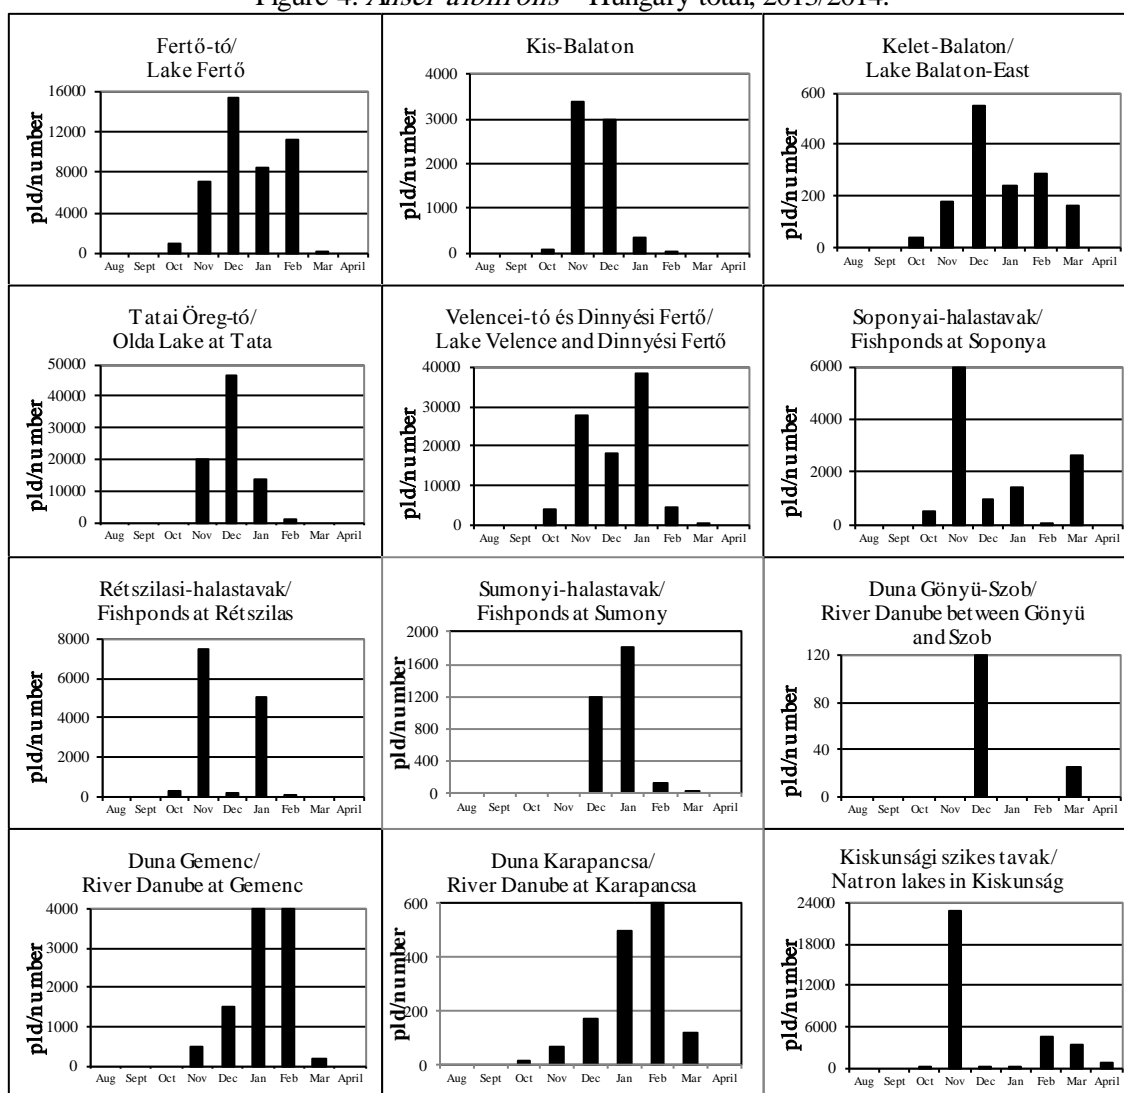 Figure 4. Anser albifrons – Hungary total, 2013/2014.
Fertő-tó/
Lake Fertő
pld/number
16000
12000
8000
4000
0
Aug Sept Oct Nov Dec Jan Feb Mar April
Kis-Balaton
pld/number
4000
3000
2000
1000
0
Aug Sept Oct Nov Dec Jan Feb Mar April
Kelet-Balaton/
Lake Balaton-East
pld/number
600
400
200
0
Aug Sept Oct Nov Dec Jan Feb Mar April
Tatai Öreg-tó/
Olda Lake at Tata
pld/number
50000
40000
30000
20000
10000
0
Aug Sept Oct Nov Dec Jan Feb Mar April
Velencei-tó és Dinnyési Fertő/
Lake Velence and Dinnyési Fertő
pld/number
40000
30000
20000
10000
0
Aug Sept Oct Nov Dec Jan Feb Mar April
Soponyai-halastavak/
Fishponds at Soponya
pld/number
6000
4000
2000
0
Aug Sept Oct Nov Dec Jan Feb Mar April
Rétszilasi-halastavak/
Fishponds at Rétszilas
pld/number
8000
6000
4000
2000
0
Aug Sept Oct Nov Dec Jan Feb Mar April
Sumonyi-halastavak/
Fishponds at Sumony
pld/number
2000
1600
1200
800
400
0
Aug Sept Oct Nov Dec Jan Feb Mar April
Duna Gönyü-Szob/
River Danube between Gönyü
and Szob
pld/number
120
80
40
0
Aug Sept Oct Nov Dec Jan Feb Mar April
Duna Gemenc/
River Danube at Gemenc
pld/number
4000
3000
2000
1000
0
Aug Sept Oct Nov Dec Jan Feb Mar April
Duna Karapancsa/
River Danube at Karapancsa
pld/number
600
400
200
0
Aug Sept Oct Nov Dec Jan Feb Mar April
Kiskunsági szikes tavak/
Natron lakes in Kiskunság
pld/number
24000
18000
12000
6000
0
Aug Sept Oct Nov Dec Jan Feb Mar April